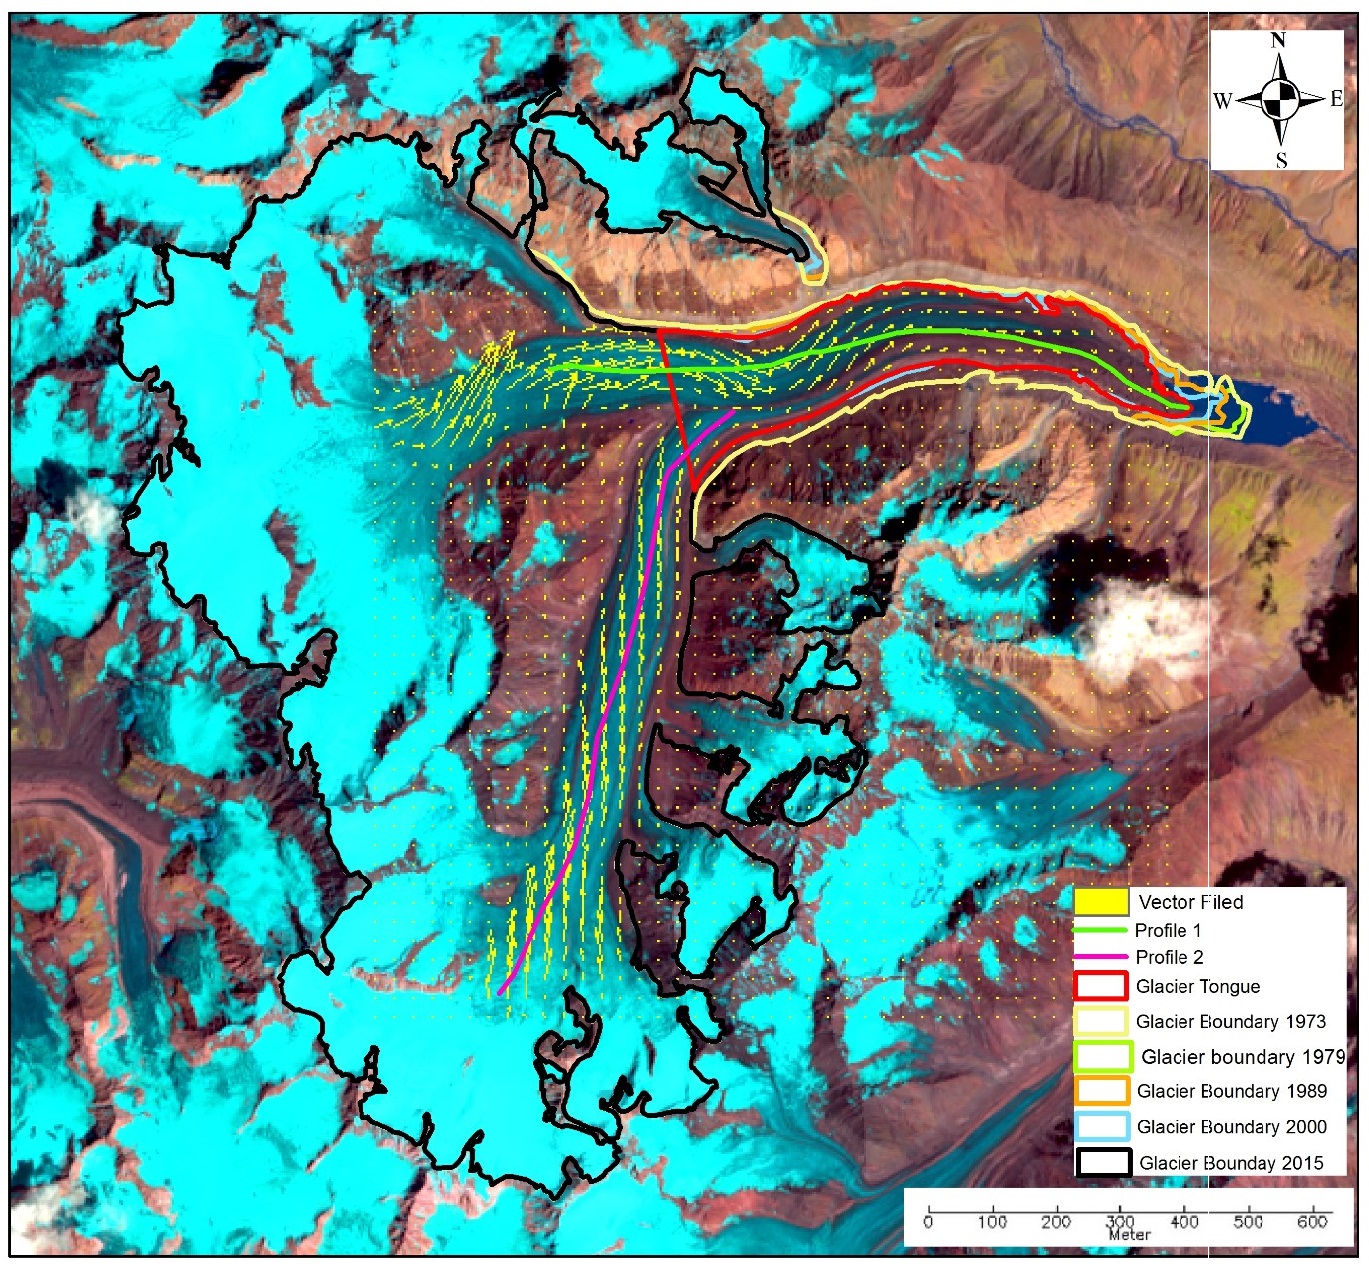 N
W E
S
Vector Filed
Profile 1
Profile 2
Glacier Tongue
Glacier Boundary 1973
Glacier boundary 1979
Glacier Boundary 1989
Glacier Boundary 2000
Glacier Bounday 2015
0 100 200 300 400 500 600
Meter